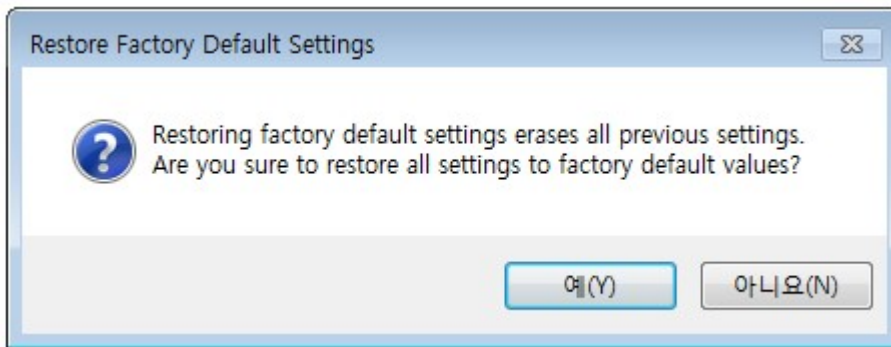 Restore Factory Default Settings
Restoring factory default settings erases all previous settings.
Are you sure to restore all settings to factory default values?
예(Y) 아니요(N)